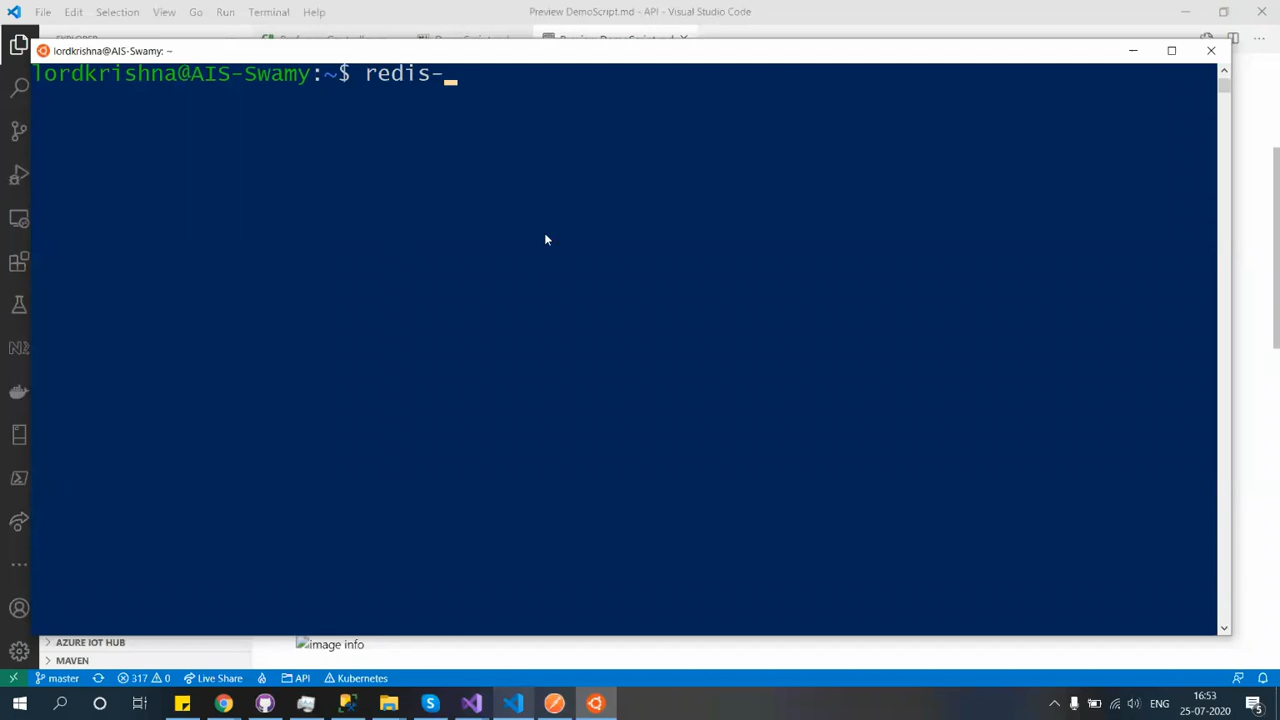 File Edit Selection View Go Run Terminal Help
Preview DemoScript.md - API - Visual Studio Code
lordkrishna@AIS-Swamy: ~
lordkrishna@AIS-Swamy:~$ redis-
AZURE IOT HUB
MAVEN
image info
master
317 0
Live Share
API
Kubernetes
ENG
16:53
25-07-2020
5